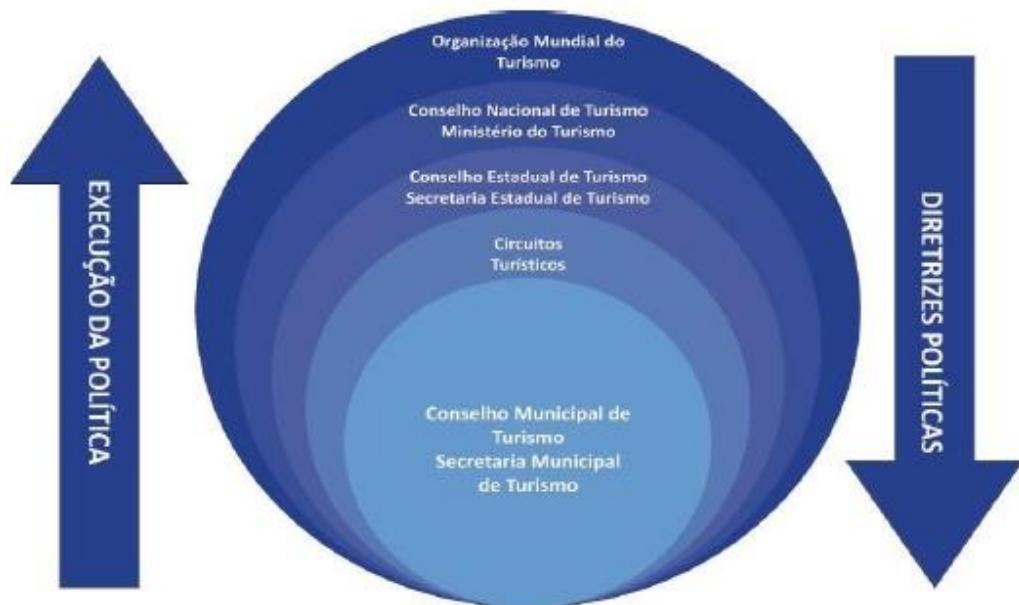 Organização Mundial do
Turismo
Conselho Nacional de Turismo
Ministério do Turismo
Conselho Estadual de Turismo
Secretaria Estadual de Turismo
Circuitos
Turísticos
Conselho Municipal de
Turismo
Secretaria Municipal
de Turismo
EXECUÇÃO DA POLÍTICA
DIRETRIZES POLÍTICAS